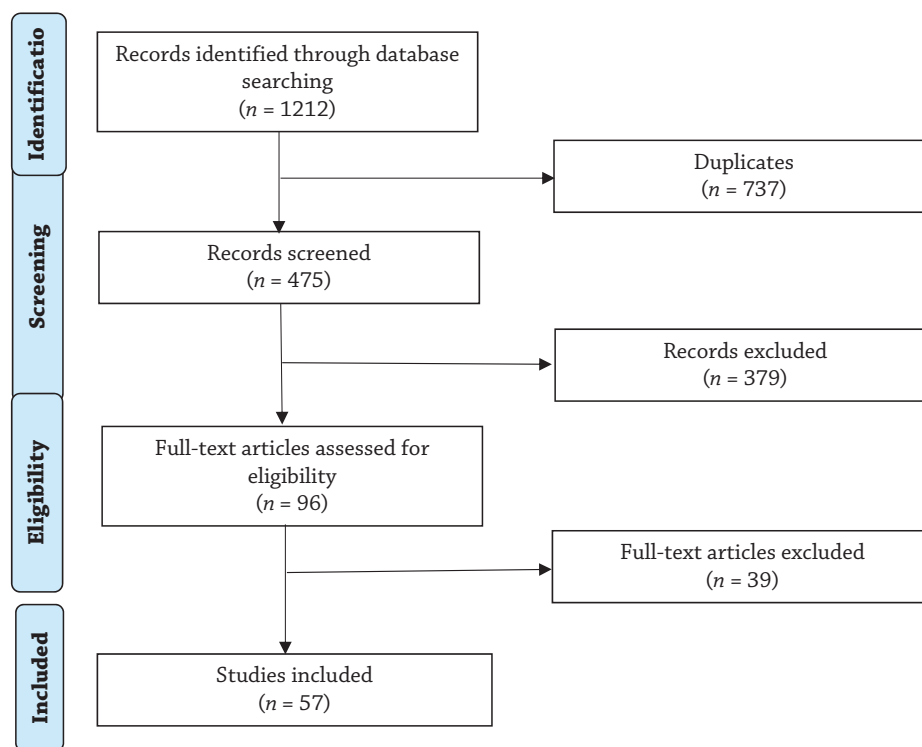 Identificatio
Records identified through database
searching
(n = 1212)
Duplicates
(n = 737)
Screening
Records screened
(n = 475)
Records excluded
(n = 379)
Eligibility
Full-text articles assessed for
eligibility
(n = 96)
Full-text articles excluded
(n = 39)
Included
Studies included
(n = 57)